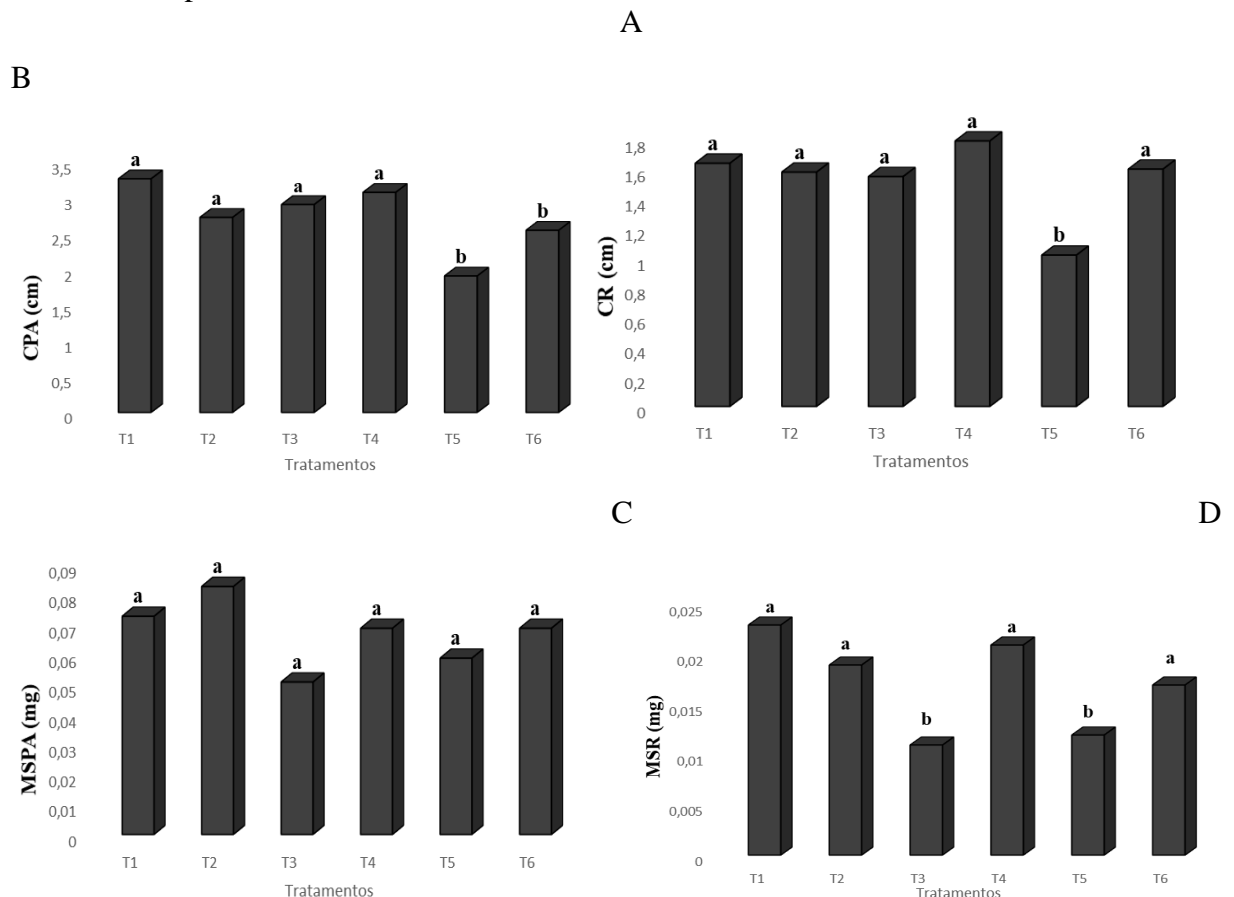 A
B
CPA (cm)
3,5
3
2,5
2
1,5
1
0,5
0
a
a
a
a
b
b
T1 T2 T3 T4 T5 T6
Tratamentos
CR (cm)
1,8
1,6
1,4
1,2
1
0,8
0,6
0,4
0,2
0
a
a
a
a
b
a
T1 T2 T3 T4 T5 T6
Tratamentos
C
D
MSPA (mg)
0,09
0,08
0,07
0,06
0,05
0,04
0,03
0,02
0,01
0
a
a
a
a
a
a
T1 T2 T3 T4 T5 T6
Tratamentos
MSR (mg)
0,025
0,02
0,015
0,01
0,005
0
a
a
b
a
b
a
T1 T2 T3 T4 T5 T6
Tratamentos